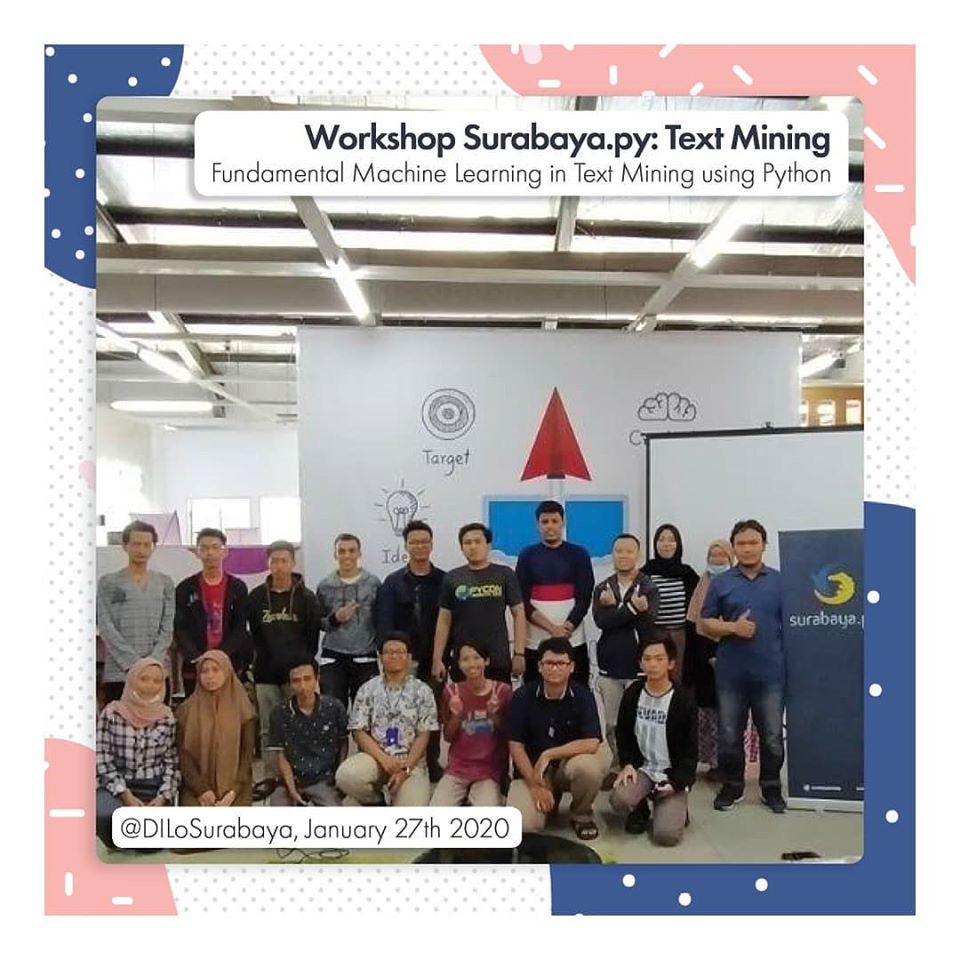 Workshop Surabaya.py: Text Mining
Fundamental Machine Learning in Text Mining using Python
Target
PYCON
surabaya.p
@DILoSurabaya, January 27th 2020